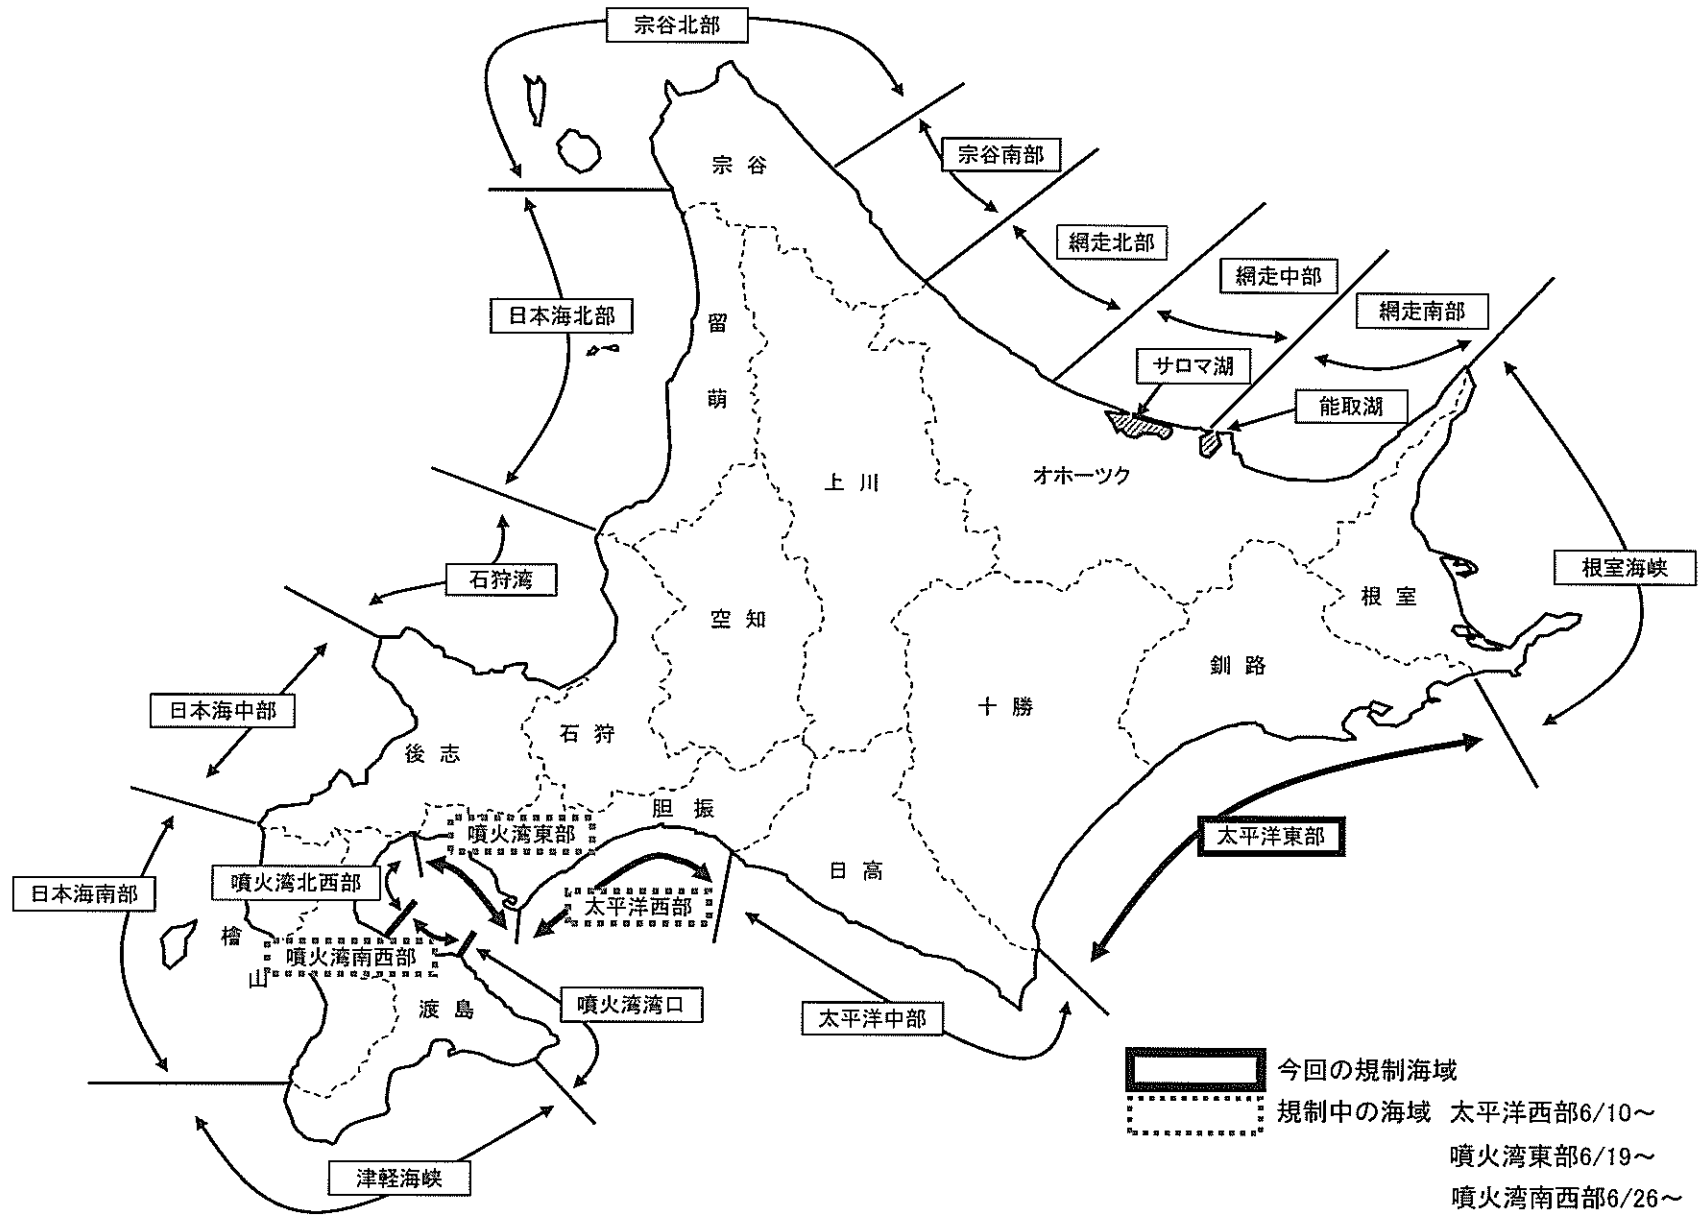 宗谷北部
宗谷南部
宗谷
網走北部
網走中部
網走南部
日本海北部
留萌
サロマ湖
能取湖
上川
オホーツク
石狩湾
根室海峡
空知
根室
釧路
日本海中部
十勝
石狩
後志
胆振
噴火湾東部
太平洋東部
日高
噴火湾北西部
日本海南部
太平洋西部
檜山
噴火湾南西部
渡島
噴火湾湾口
太平洋中部
津軽海峡
今回の規制海域
規制中の海域 太平洋西部6/10～
噴火湾東部6/19～
噴火湾南西部6/26～